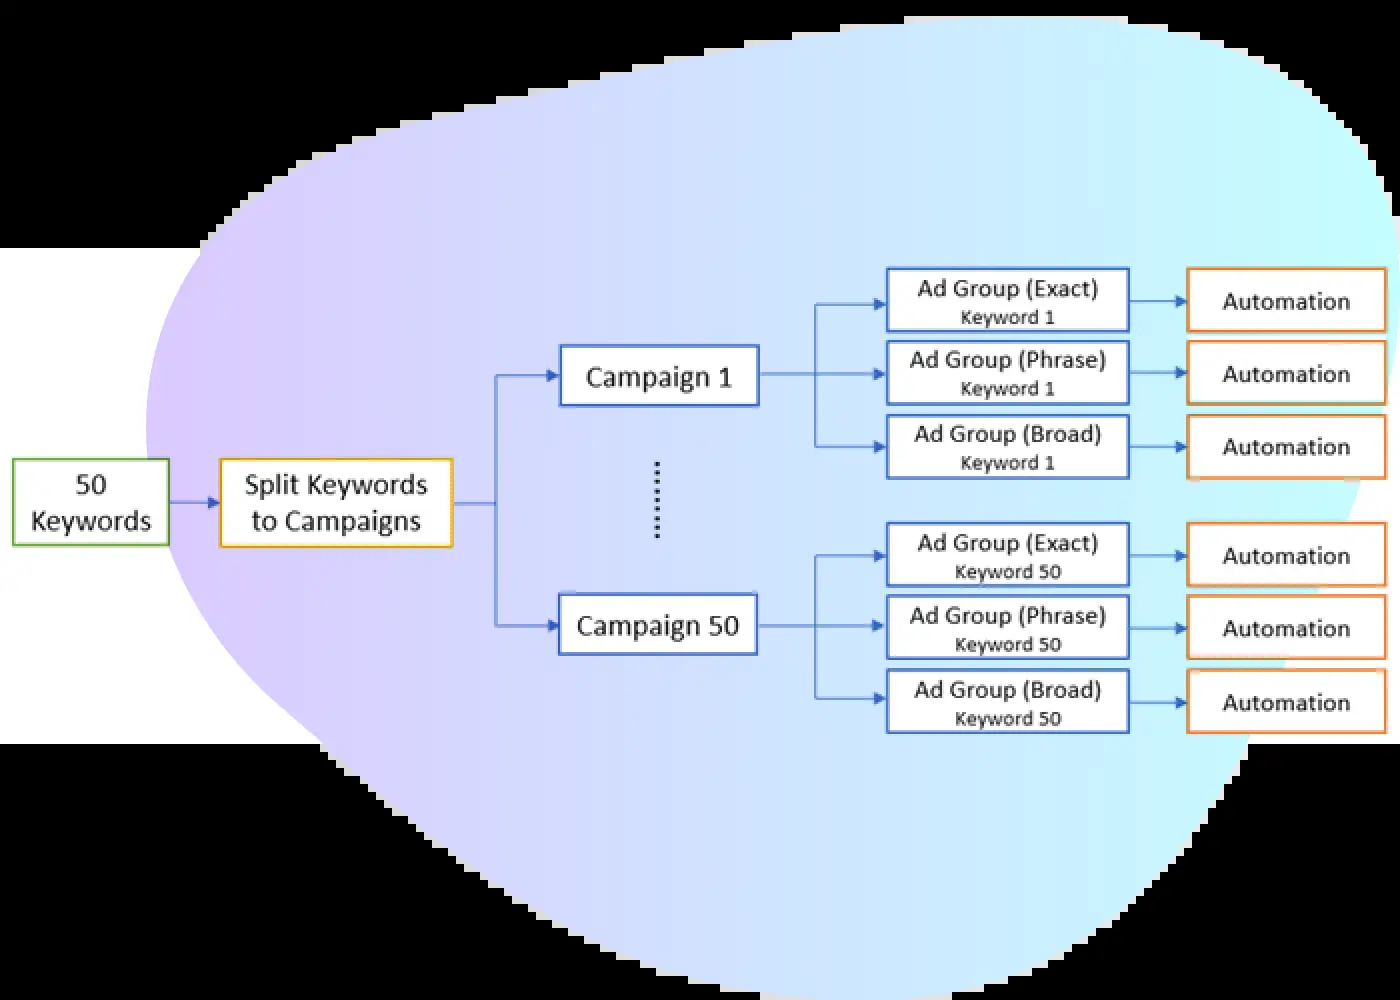 50
Keywords
Split Keywords
to Campaigns
Campaign 1
Campaign 50
Ad Group (Exact)
Keyword 1
Ad Group (Phrase)
Keyword 1
Ad Group (Broad)
Keyword 1
Ad Group (Exact)
Keyword 50
Ad Group (Phrase)
Keyword 50
Ad Group (Broad)
Keyword 50
Automation
Automation
Automation
Automation
Automation
Automation